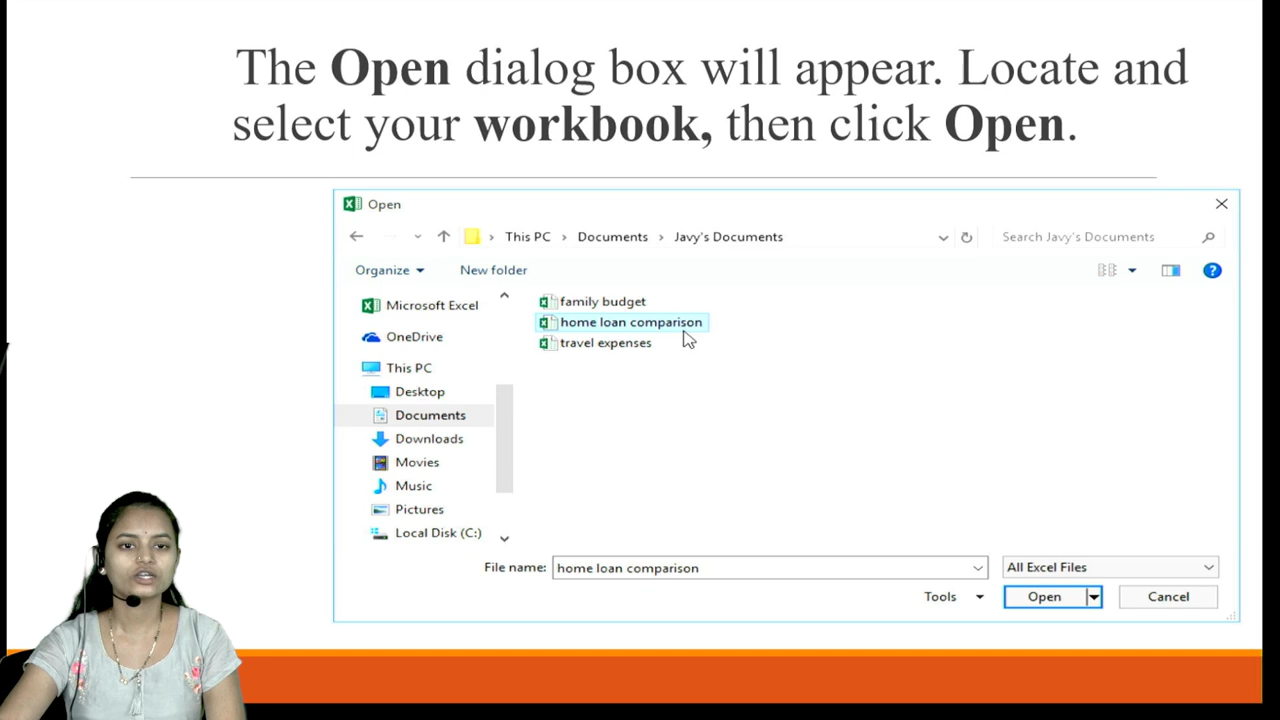 The Open dialog box will appear. Locate and
select your workbook, then click Open.
Open
This PC > Documents > Javy's Documents
Search Javy's Documents
Organize
New folder
Microsoft Excel
OneDrive
This PC
Desktop
Documents
Downloads
Movies
Music
Pictures
Local Disk (C:)
family budget
home loan comparison
travel expenses
File name: home loan comparison
All Excel Files
Tools
Open
Cancel